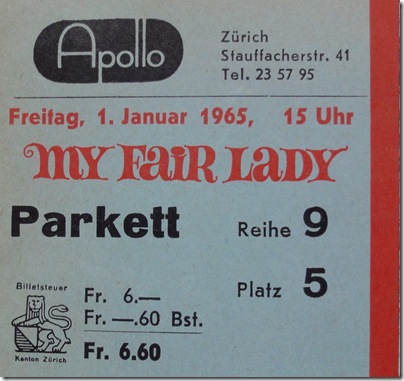 Apollo
Zürich
Stauffacherstr. 41
Tel. 23 57 95
Freitag, 1. Januar 1965, 15 Uhr
MY FAIR LADY
Parkett Reihe 9
Platz 5
Billetsteuer
Kanton Zürich
Fr. 6.—
Fr. —.60 Bst.
Fr. 6.60